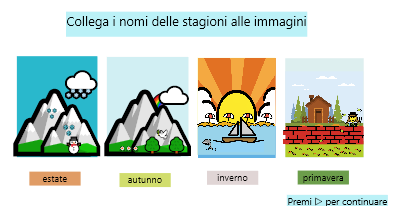 Collega i nomi delle stagioni alle immagini
estate
autunno
inverno
primavera
Premi ▷ per continuare